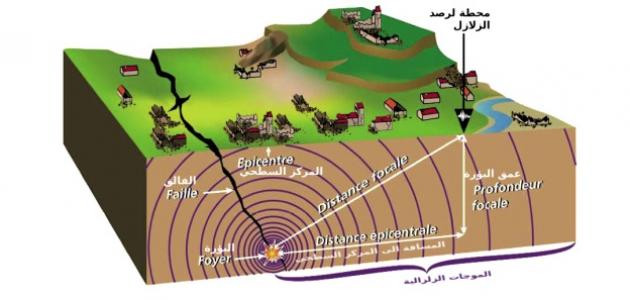 محطة لرصد
الزلازل
Epicentre
المركز السطحي
الفالق
Faille
Distance focale
عمق البؤرة
Profondeur
focale
البؤرة
Foyer
Distance épicentrale
المسافة الى المركز السطحي
الموجات الزلزالية